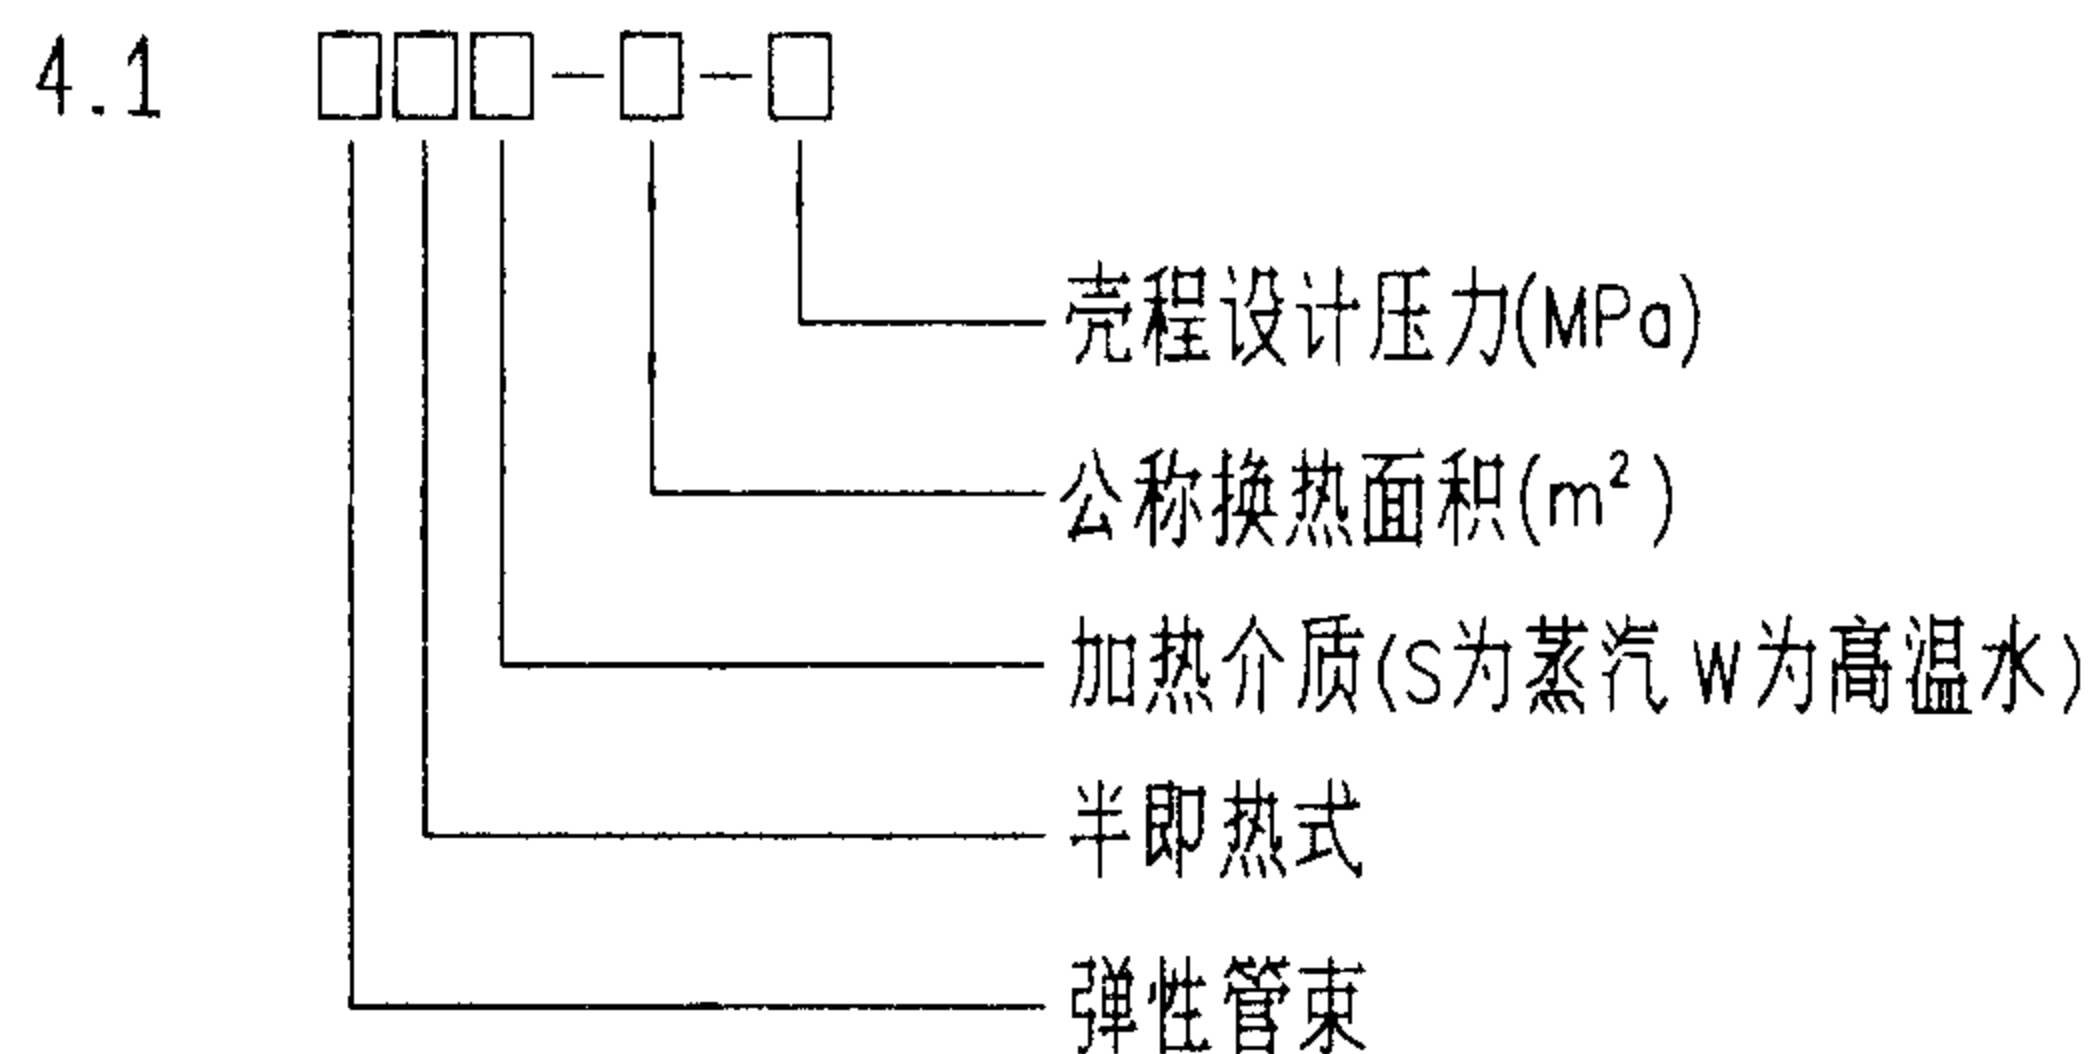 4.1 □□□-□-□
壳程设计压力(MPa)
公称换热面积(m²)
加热介质(S为蒸汽 W为高温水)
半即热式
弹性管束